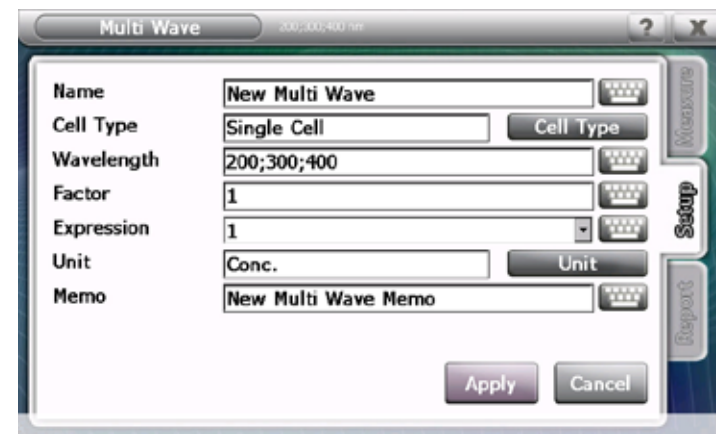 Multi Wave 200;300;400 nm ? X
Name New Multi Wave
Cell Type Single Cell Cell Type
Wavelength 200;300;400
Factor 1
Expression 1
Unit Conc. Unit
Memo New Multi Wave Memo
Apply Cancel
Measure
Setup
Report